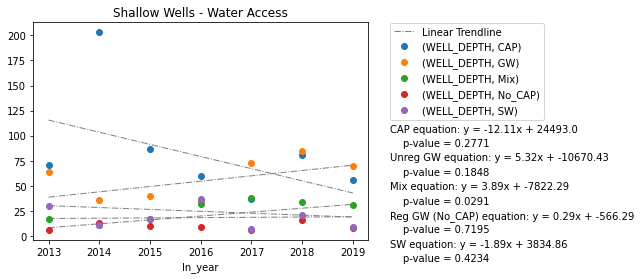 Shallow Wells - Water Access
200
175
150
125
100
75
50
25
0
2013 2014 2015 2016 2017 2018 2019
In_year
Linear Trendline
(WELL_DEPTH, CAP)
(WELL_DEPTH, GW)
(WELL_DEPTH, Mix)
(WELL_DEPTH, No_CAP)
(WELL_DEPTH, SW)
CAP equation: y = -12.11x + 24493.0
p-value = 0.2771
Unreg GW equation: y = 5.32x + -10670.43
p-value = 0.1848
Mix equation: y = 3.89x + -7822.29
p-value = 0.0291
Reg GW (No_CAP) equation: y = 0.29x + -566.29
p-value = 0.7195
SW equation: y = -1.89x + 3834.86
p-value = 0.4234